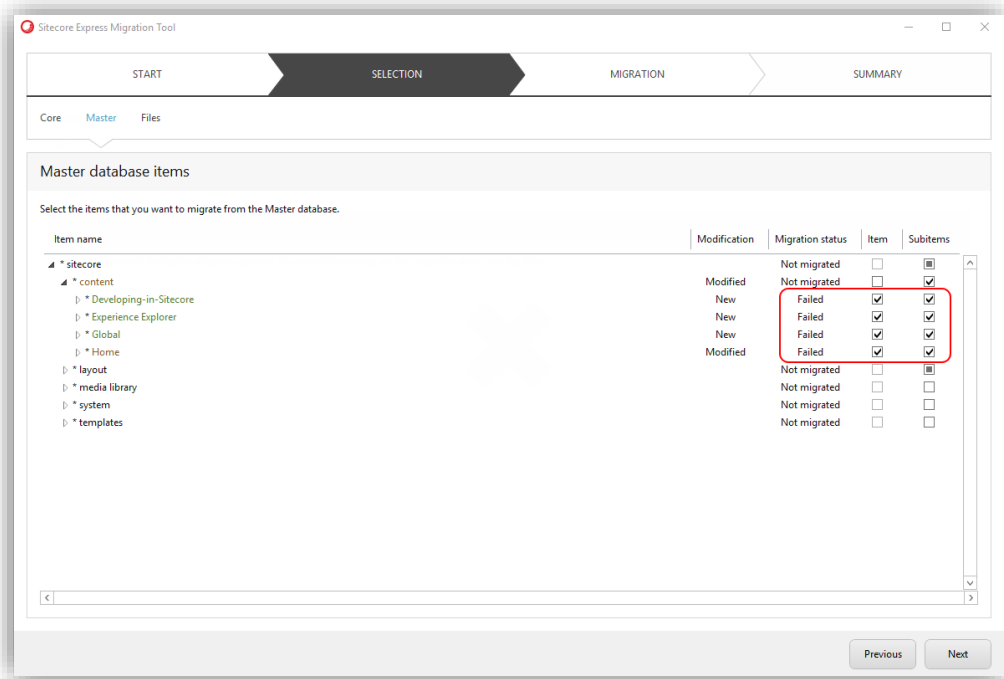 Sitecore Express Migration Tool
START SELECTION MIGRATION SUMMARY
Core Master Files
Master database items
Select the items that you want to migrate from the Master database.
Item name Modification Migration status Item Subitems
* sitecore Not migrated
* content Modified Not migrated
* Developing-in-Sitecore New Failed
* Experience Explorer New Failed
* Global New Failed
* Home Modified Failed
* layout Not migrated
* media library Not migrated
* system Not migrated
* templates Not migrated
Previous Next